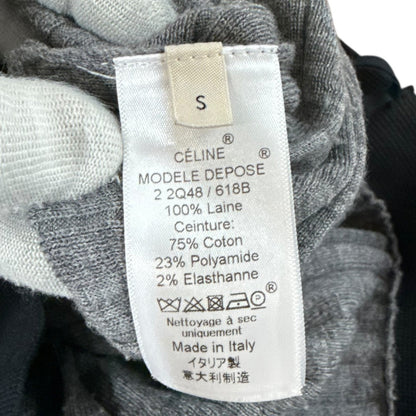 S
CÉLINE®
MODELE DEPOSE®
2 2Q48 / 618B
100% Laine
Ceinture:
75% Coton
23% Polyamide
2% Elasthanne
P
Nettoyage à sec
uniquement
Made in Italy
イタリア製
意大利制造